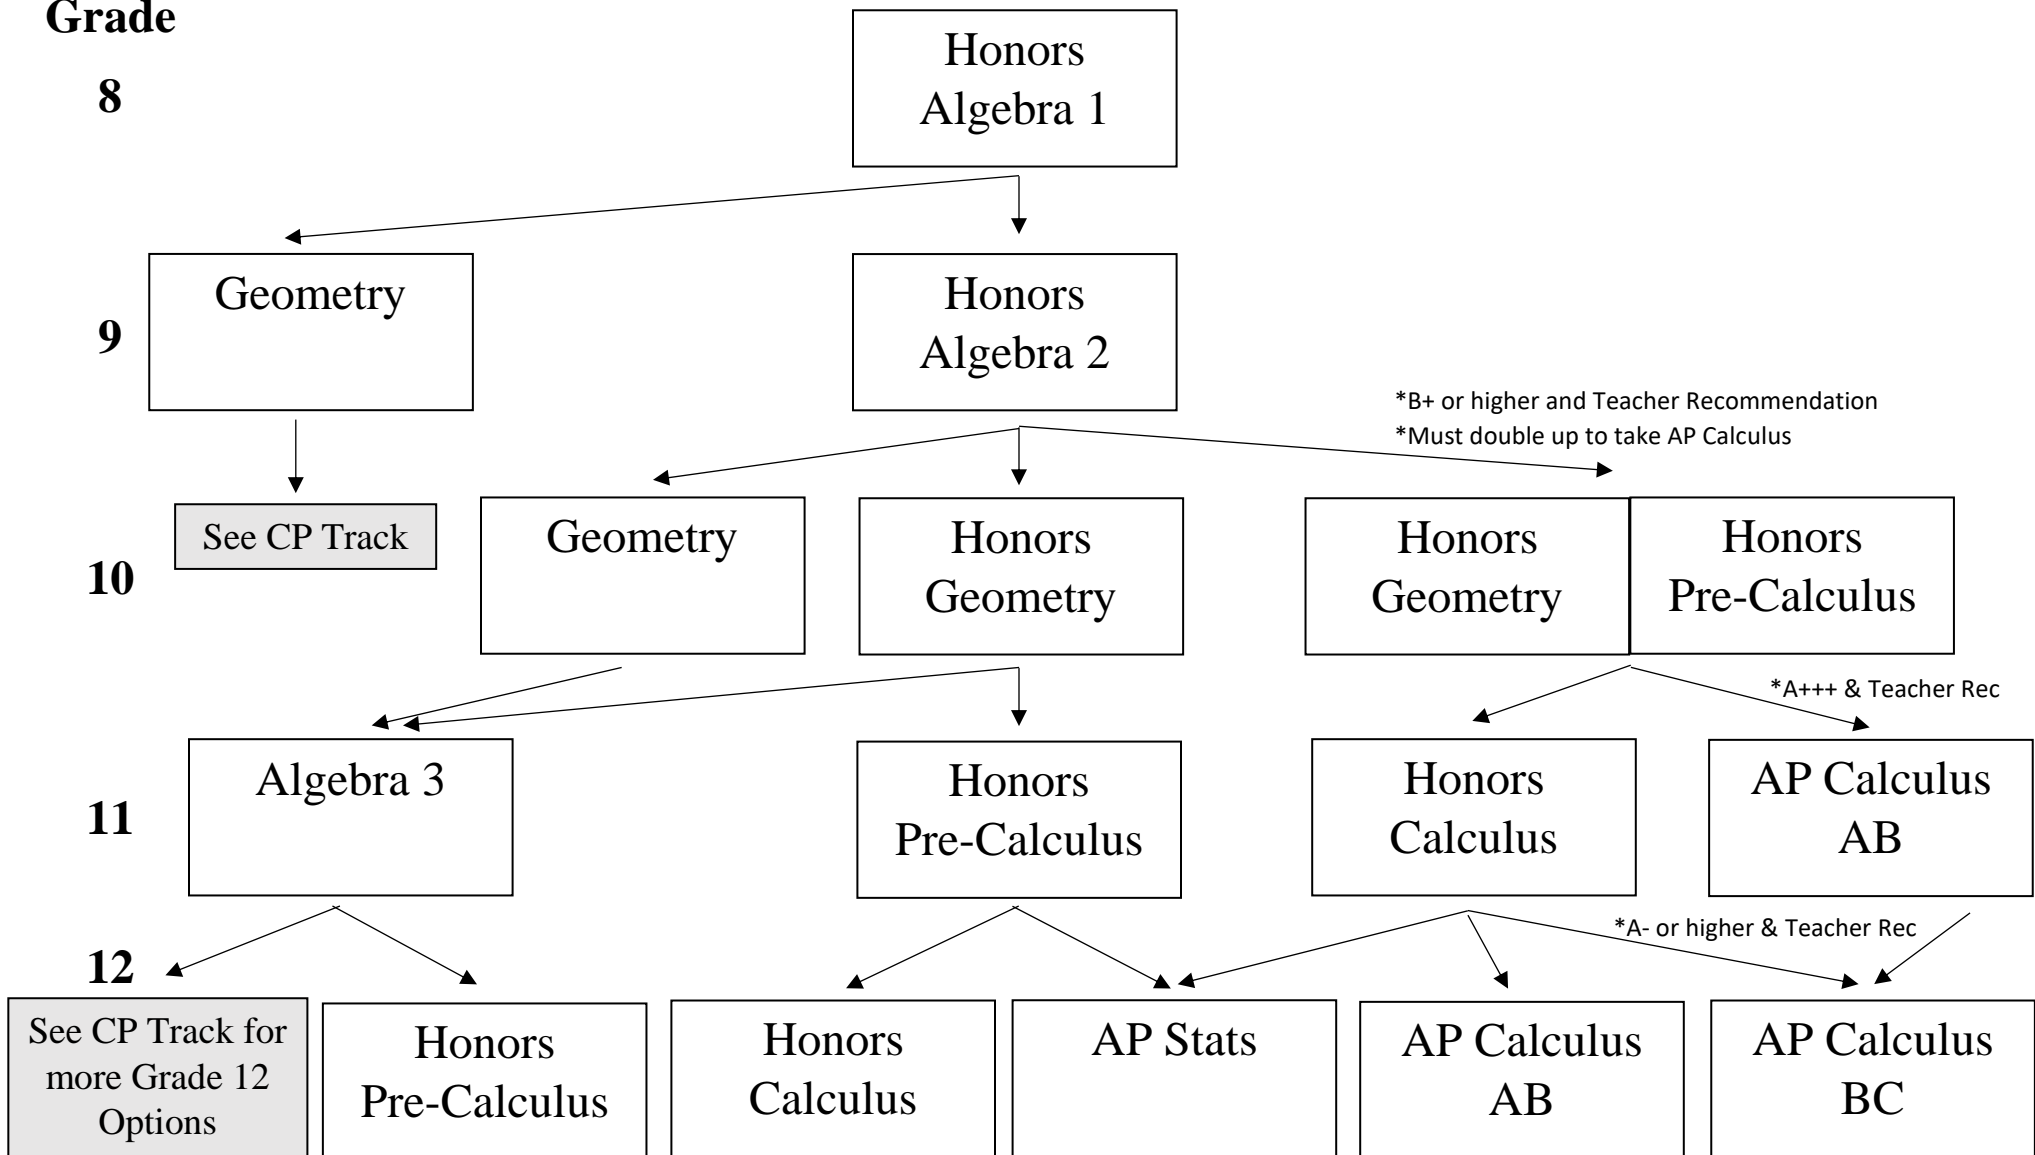 Grade
8
Honors
Algebra 1
9
Geometry
Honors
Algebra 2
*B+ or higher and Teacher Recommendation
*Must double up to take AP Calculus
10
See CP Track
Geometry
Honors
Geometry
Honors
Geometry
Honors
Pre-Calculus
*A+++ & Teacher Rec
11
Algebra 3
Honors
Pre-Calculus
Honors
Calculus
AP Calculus
AB
*A- or higher & Teacher Rec
12
See CP Track for
more Grade 12
Options
Honors
Pre-Calculus
Honors
Calculus
AP Stats
AP Calculus
AB
AP Calculus
BC